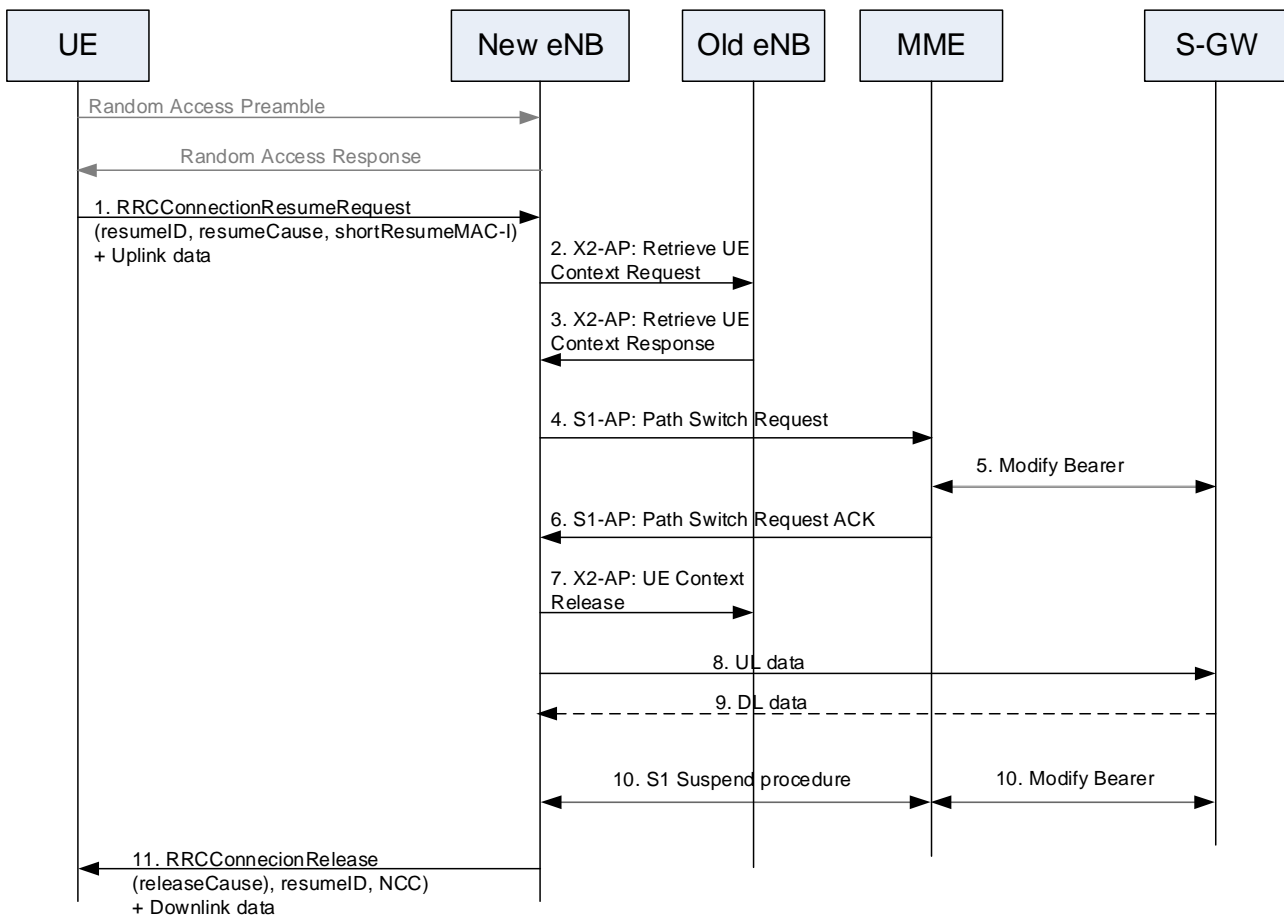 UE
New eNB
Old eNB
MME
S-GW
Random Access Preamble
Random Access Response
1. RRCConnectionResumeRequest
(resumeID, resumeCause, shortResumeMAC-I)
+ Uplink data
2. X2-AP: Retrieve UE
Context Request
3. X2-AP: Retrieve UE
Context Response
4. S1-AP: Path Switch Request
5. Modify Bearer
6. S1-AP: Path Switch Request ACK
7. X2-AP: UE Context
Release
8. UL data
9. DL data
10. S1 Suspend procedure
10. Modify Bearer
11. RRCConnecionRelease
(releaseCause), resumeID, NCC)
+ Downlink data